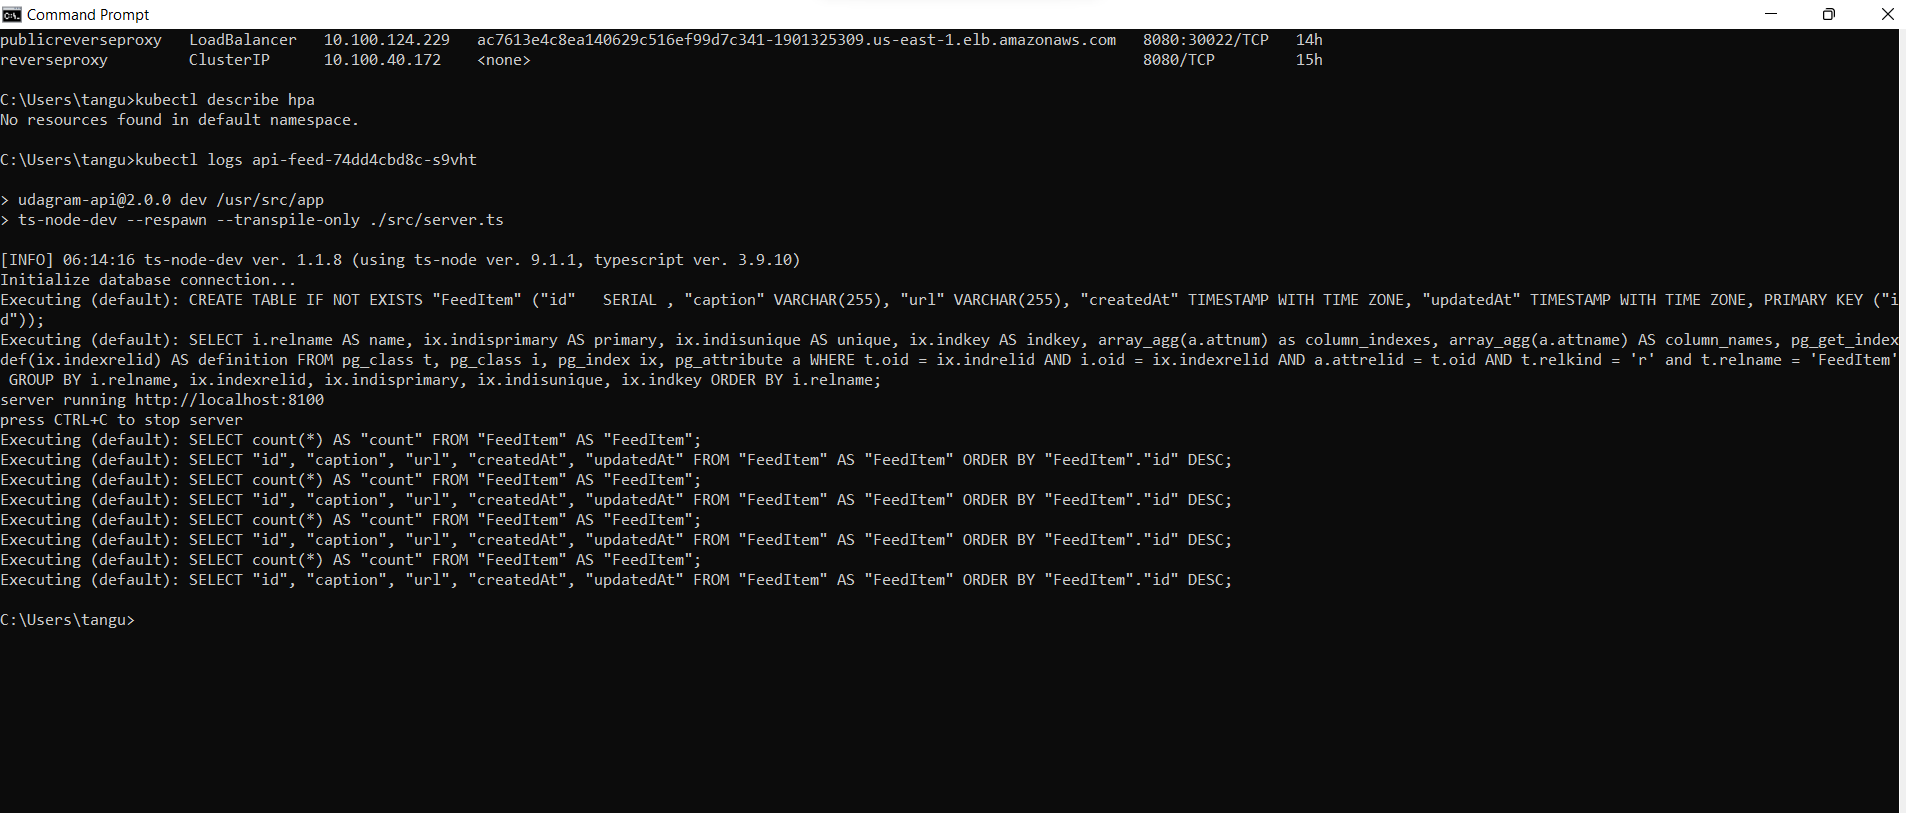 Command Prompt
publicreverseproxy   LoadBalancer   10.100.124.229   ac7613e4c8ea140629c516ef99d7c341-1901325309.us-east-1.elb.amazonaws.com   8080:30022/TCP   14h
reverseproxy         ClusterIP      10.100.40.172    <none>                                                                    8080/TCP         15h
C:\Users\tangu>kubectl describe hpa
No resources found in default namespace.
C:\Users\tangu>kubectl logs api-feed-74dd4cbd8c-s9vht
> udagram-api@2.0.0 dev /usr/src/app
> ts-node-dev --respawn --transpile-only ./src/server.ts
[INFO] 06:14:16 ts-node-dev ver. 1.1.8 (using ts-node ver. 9.1.1, typescript ver. 3.9.10)
Initialize database connection...
Executing (default): CREATE TABLE IF NOT EXISTS "FeedItem" ("id"   SERIAL , "caption" VARCHAR(255), "url" VARCHAR(255), "createdAt" TIMESTAMP WITH TIME ZONE, "updatedAt" TIMESTAMP WITH TIME ZONE, PRIMARY KEY ("i
d"));
Executing (default): SELECT i.relname AS name, ix.indisprimary AS primary, ix.indisunique AS unique, ix.indkey AS indkey, array_agg(a.attnum) as column_indexes, array_agg(a.attname) AS column_names, pg_get_index
def(ix.indexrelid) AS definition FROM pg_class t, pg_class i, pg_index ix, pg_attribute a WHERE t.oid = ix.indrelid AND i.oid = ix.indexrelid AND a.attrelid = t.oid AND t.relkind = 'r' and t.relname = 'FeedItem'
 GROUP BY i.relname, ix.indexrelid, ix.indisprimary, ix.indisunique, ix.indkey ORDER BY i.relname;
server running http://localhost:8100
press CTRL+C to stop server
Executing (default): SELECT count(*) AS "count" FROM "FeedItem" AS "FeedItem";
Executing (default): SELECT "id", "caption", "url", "createdAt", "updatedAt" FROM "FeedItem" AS "FeedItem" ORDER BY "FeedItem"."id" DESC;
Executing (default): SELECT count(*) AS "count" FROM "FeedItem" AS "FeedItem";
Executing (default): SELECT "id", "caption", "url", "createdAt", "updatedAt" FROM "FeedItem" AS "FeedItem" ORDER BY "FeedItem"."id" DESC;
Executing (default): SELECT count(*) AS "count" FROM "FeedItem" AS "FeedItem";
Executing (default): SELECT "id", "caption", "url", "createdAt", "updatedAt" FROM "FeedItem" AS "FeedItem" ORDER BY "FeedItem"."id" DESC;
Executing (default): SELECT count(*) AS "count" FROM "FeedItem" AS "FeedItem";
Executing (default): SELECT "id", "caption", "url", "createdAt", "updatedAt" FROM "FeedItem" AS "FeedItem" ORDER BY "FeedItem"."id" DESC;
C:\Users\tangu>